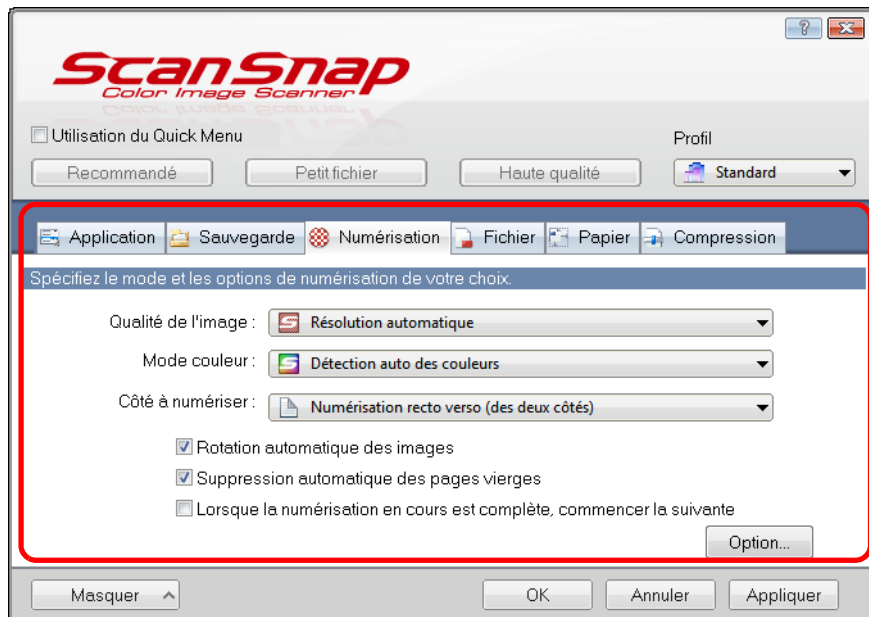 ?
ScanSnap
Color Image Scanner
Utilisation du Quick Menu
Profil
Recommandé Petit fichier Haute qualité Standard
Application Sauvegarde Numérisation Fichier Papier Compression
Spécifiez le mode et les options de numérisation de votre choix.
Qualité de l'image : Résolution automatique
Mode couleur : Détection auto des couleurs
Côté à numériser : Numérisation recto verso (des deux côtés)
Rotation automatique des images
Suppression automatique des pages vierges
Lorsque la numérisation en cours est complète, commencer la suivante
Option...
Masquer OK Annuler Appliquer